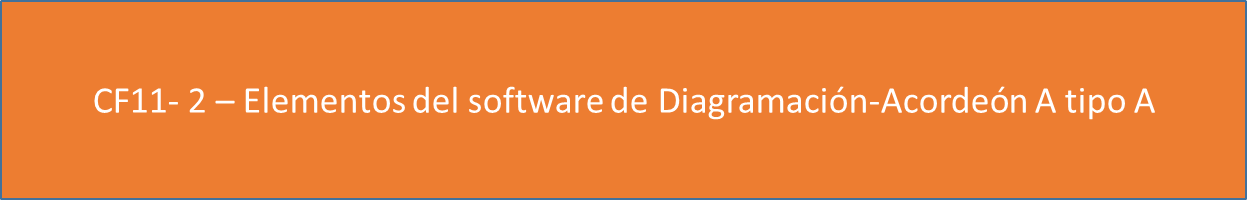 CF11- 2 – Elementos del software de Diagramación-Acordeón A tipo A